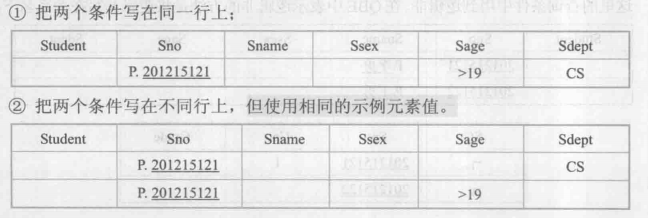 ① 把两个条件写在同一行上；
Student Sno Sname Ssex Sage Sdept
P. 201215121 >19 CS
② 把两个条件写在不同行上，但使用相同的示例元素值。
Student Sno Sname Ssex Sage Sdept
P. 201215121 CS
P. 201215121 >19